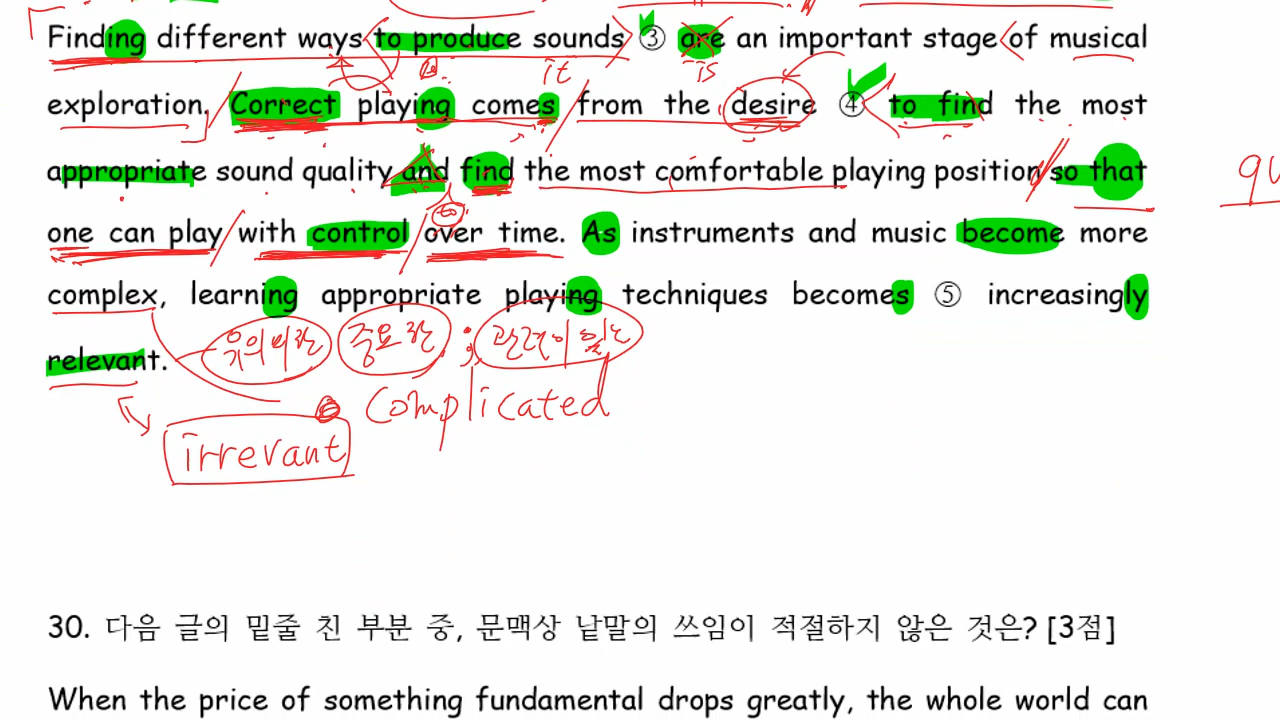 Finding different ways to produce sounds ③ are an important stage of musical
it is
exploration. Correct playing comes from the desire ④ to find the most
appropriate sound quality and find the most comfortable playing position so that
to
one can play with control over time. As instruments and music become more
complex, learning appropriate playing techniques becomes ⑤ increasingly
유의미한 중요한 ; 관련이 있는
relevant.
complicated
irrevant
30. 다음 글의 밑줄 친 부분 중, 문맥상 낱말의 쓰임이 적절하지 않은 것은? [3점]
When the price of something fundamental drops greatly, the whole world can